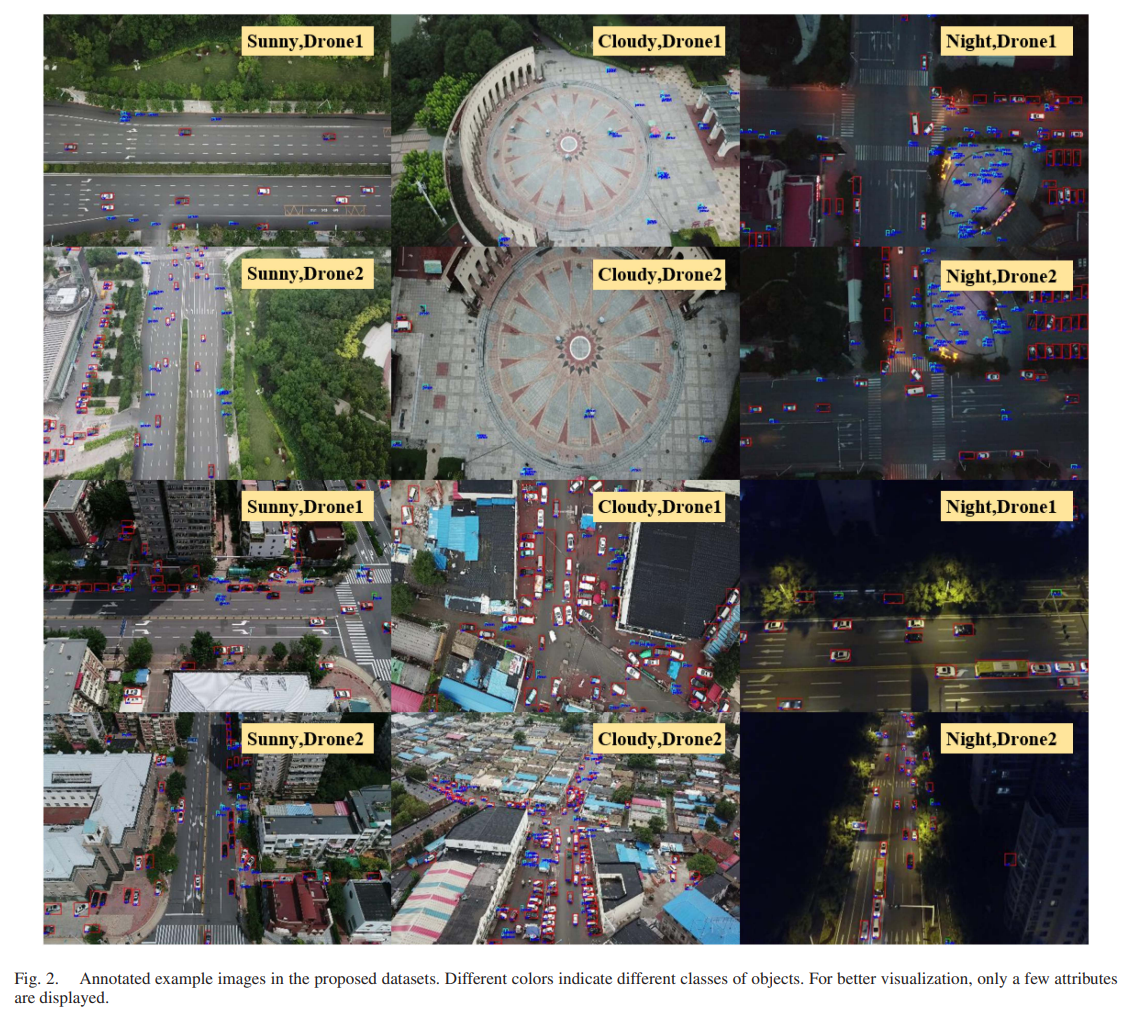 Sunny,Drone1
Cloudy,Drone1
Night,Drone1
Sunny,Drone2
Cloudy,Drone2
Night,Drone2
Sunny,Drone1
Cloudy,Drone1
Night,Drone1
Sunny,Drone2
Cloudy,Drone2
Night,Drone2
Fig. 2. Annotated example images in the proposed datasets. Different colors indicate different classes of objects. For better visualization, only a few attributes
are displayed.